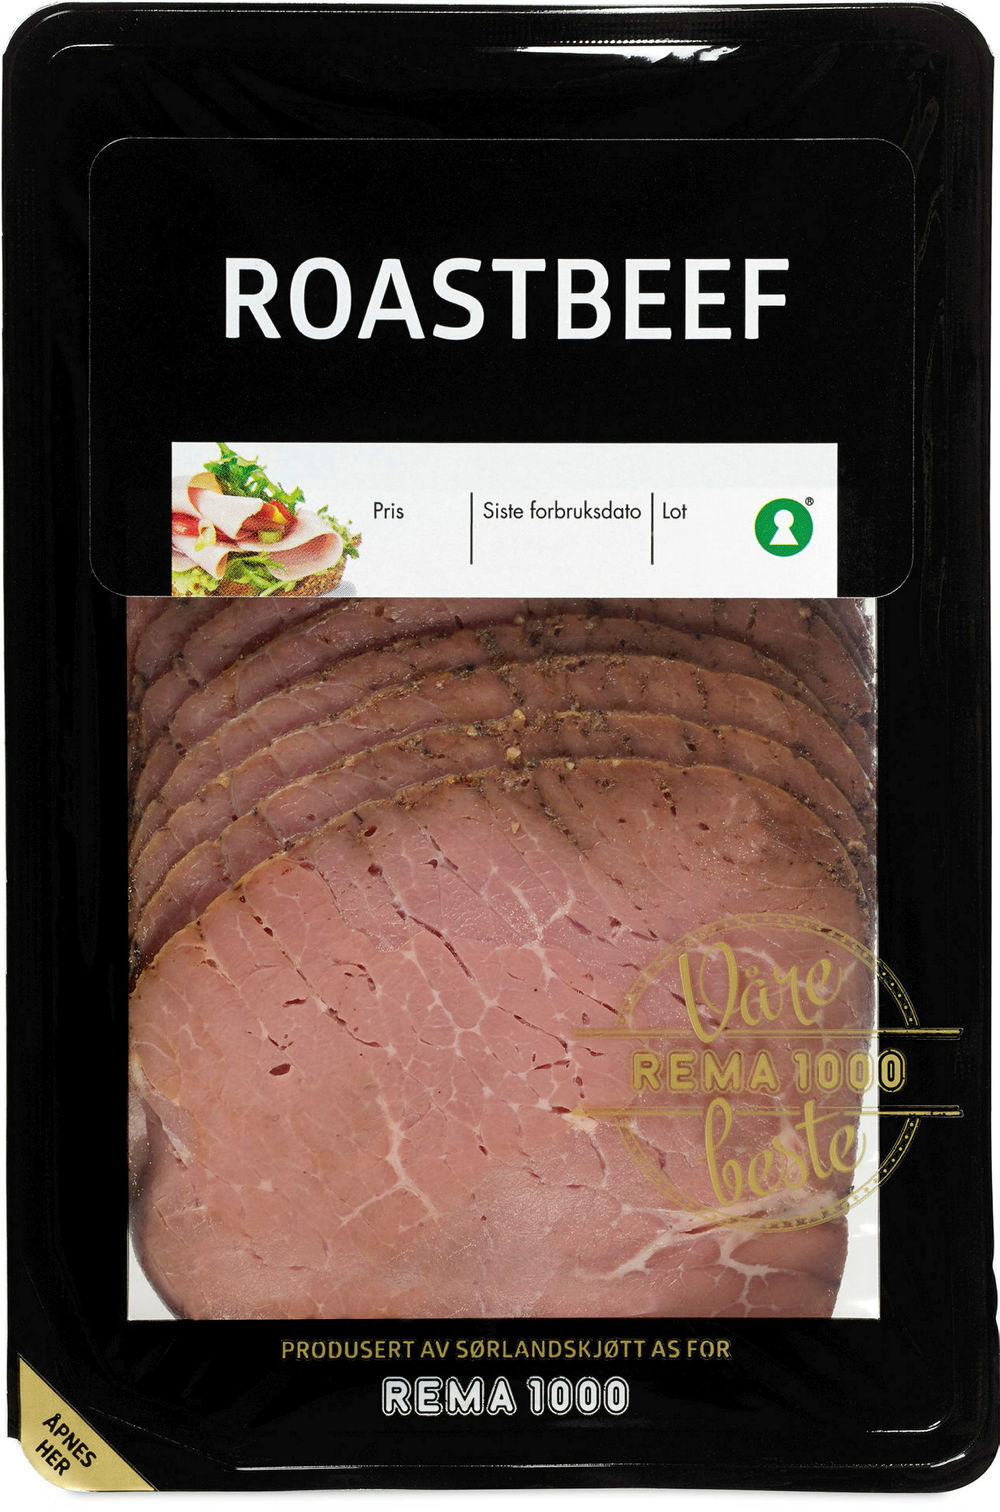 ROASTBEEF
Pris
Siste forbruksdato
Lot
®
Våre
REMA 1000
beste
PRODUSERT AV SØRLANDSKJØTT AS FOR
REMA 1000
ÅPNES
HER